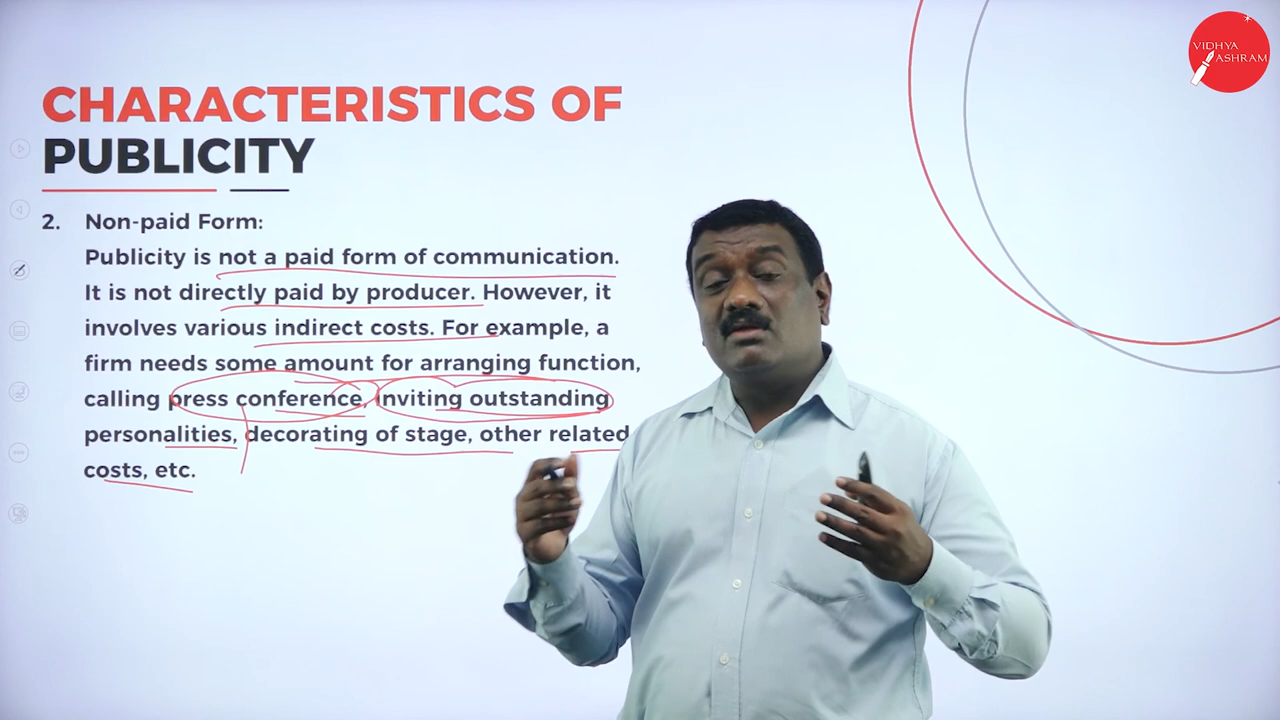 VIDHYA
ASHRAM
CHARACTERISTICS OF
PUBLICITY
2. Non-paid Form:
Publicity is not a paid form of communication.
It is not directly paid by producer. However, it
involves various indirect costs. For example, a
firm needs some amount for arranging function,
calling press conference, inviting outstanding
personalities, decorating of stage, other related
costs, etc.